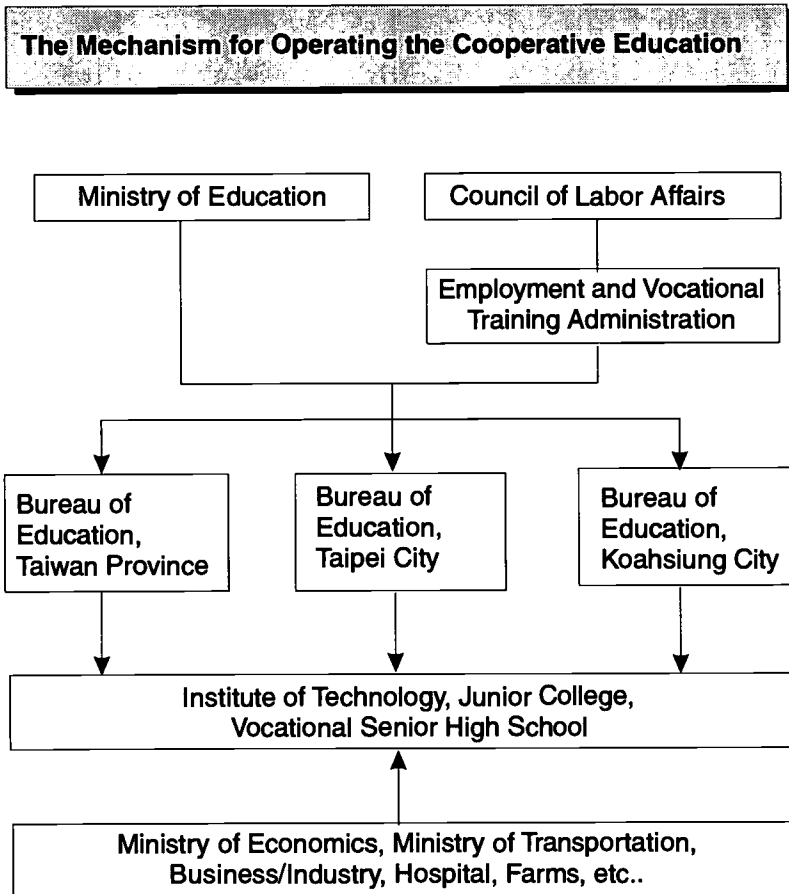 The Mechanism for Operating the Cooperative Education
Ministry of Education
Council of Labor Affairs
Employment and Vocational
Training Administration
Bureau of
Education,
Taiwan Province
Bureau of
Education,
Taipei City
Bureau of
Education,
Koahsiung City
Institute of Technology, Junior College,
Vocational Senior High School
Ministry of Economics, Ministry of Transportation,
Business/Industry, Hospital, Farms, etc..